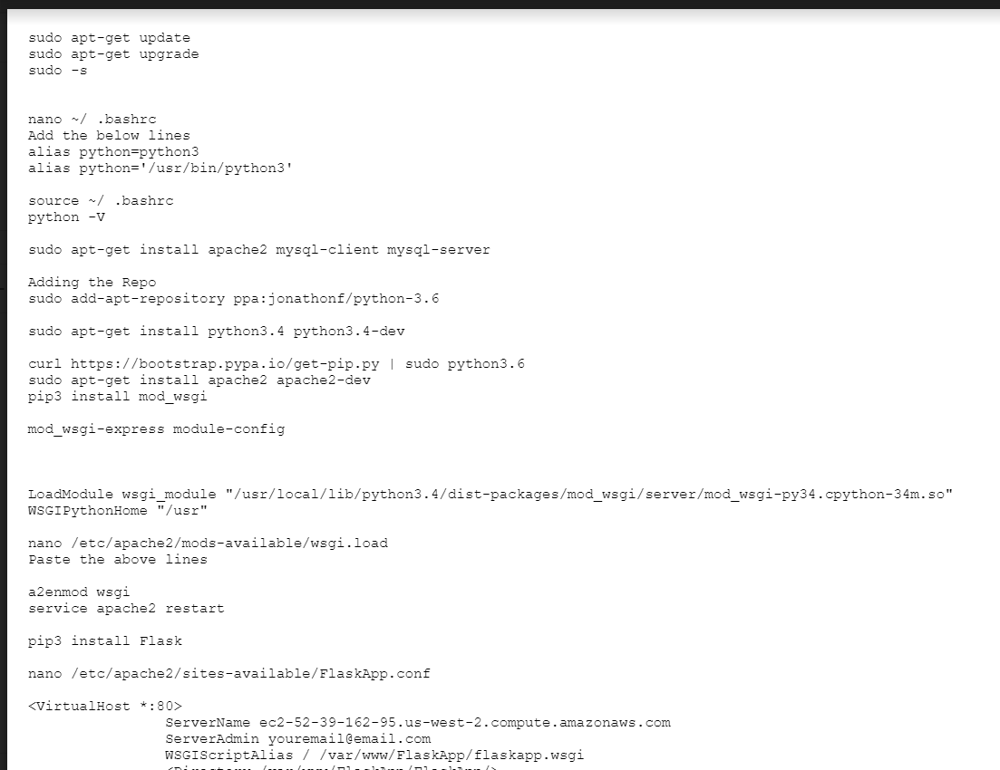 sudo apt-get update
sudo apt-get upgrade
sudo -s
nano ~/ .bashrc
Add the below lines
alias python=python3
alias python='/usr/bin/python3'
source ~/ .bashrc
python -V
sudo apt-get install apache2 mysql-client mysql-server
Adding the Repo
sudo add-apt-repository ppa:jonathonf/python-3.6
sudo apt-get install python3.4 python3.4-dev
curl https://bootstrap.pypa.io/get-pip.py | sudo python3.6
sudo apt-get install apache2 apache2-dev
pip3 install mod_wsgi
mod_wsgi-express module-config
LoadModule wsgi_module "/usr/local/lib/python3.4/dist-packages/mod_wsgi/server/mod_wsgi-py34.cpython-34m.so"
WSGIPythonHome "/usr"
nano /etc/apache2/mods-available/wsgi.load
Paste the above lines
a2enmod wsgi
service apache2 restart
pip3 install Flask
nano /etc/apache2/sites-available/FlaskApp.conf
<VirtualHost *:80>
ServerName ec2-52-39-162-95.us-west-2.compute.amazonaws.com
ServerAdmin youremail@email.com
WSGIScriptAlias / /var/www/FlaskApp/flaskapp.wsgi
<Directory /var/www/FlaskApp/FlaskApp/>